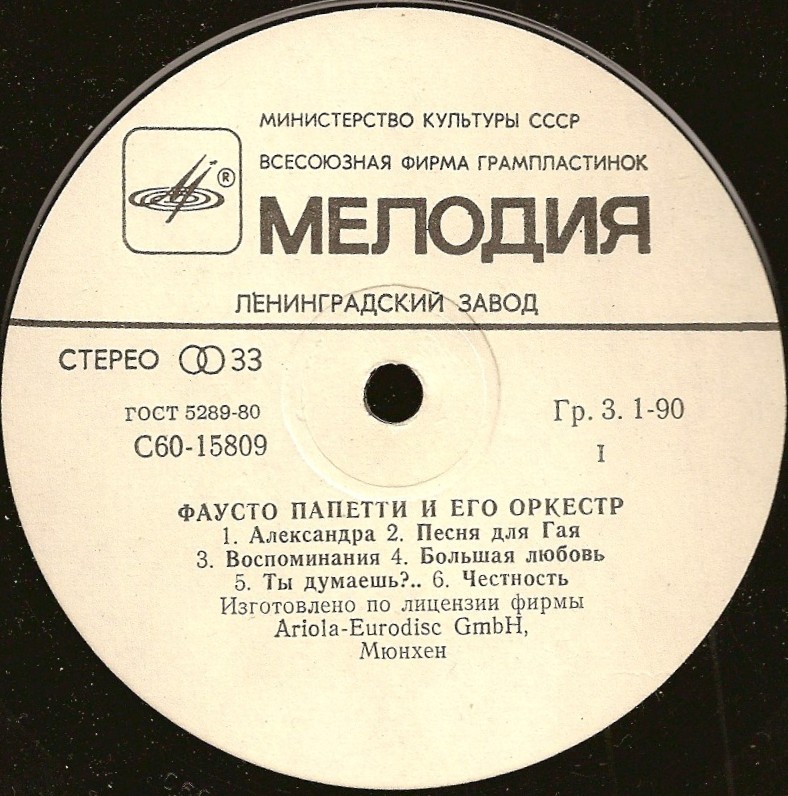 МИНИСТЕРСТВО КУЛЬТУРЫ СССР
ВСЕСОЮЗНАЯ ФИРМА ГРАМПЛАСТИНОК
®
МЕЛОДИЯ
ЛЕНИНГРАДСКИЙ ЗАВОД
СТЕРЕО 33
ГОСТ 5289-80
С60-15809
Гр. 3. 1-90
I
ФАУСТО ПАПЕТТИ И ЕГО ОРКЕСТР
1. Александра 2. Песня для Гая
3. Воспоминания 4. Большая любовь
5. Ты думаешь?.. 6. Честность
Изготовлено по лицензии фирмы
Ariola-Eurodisc GmbH,
Мюнхен